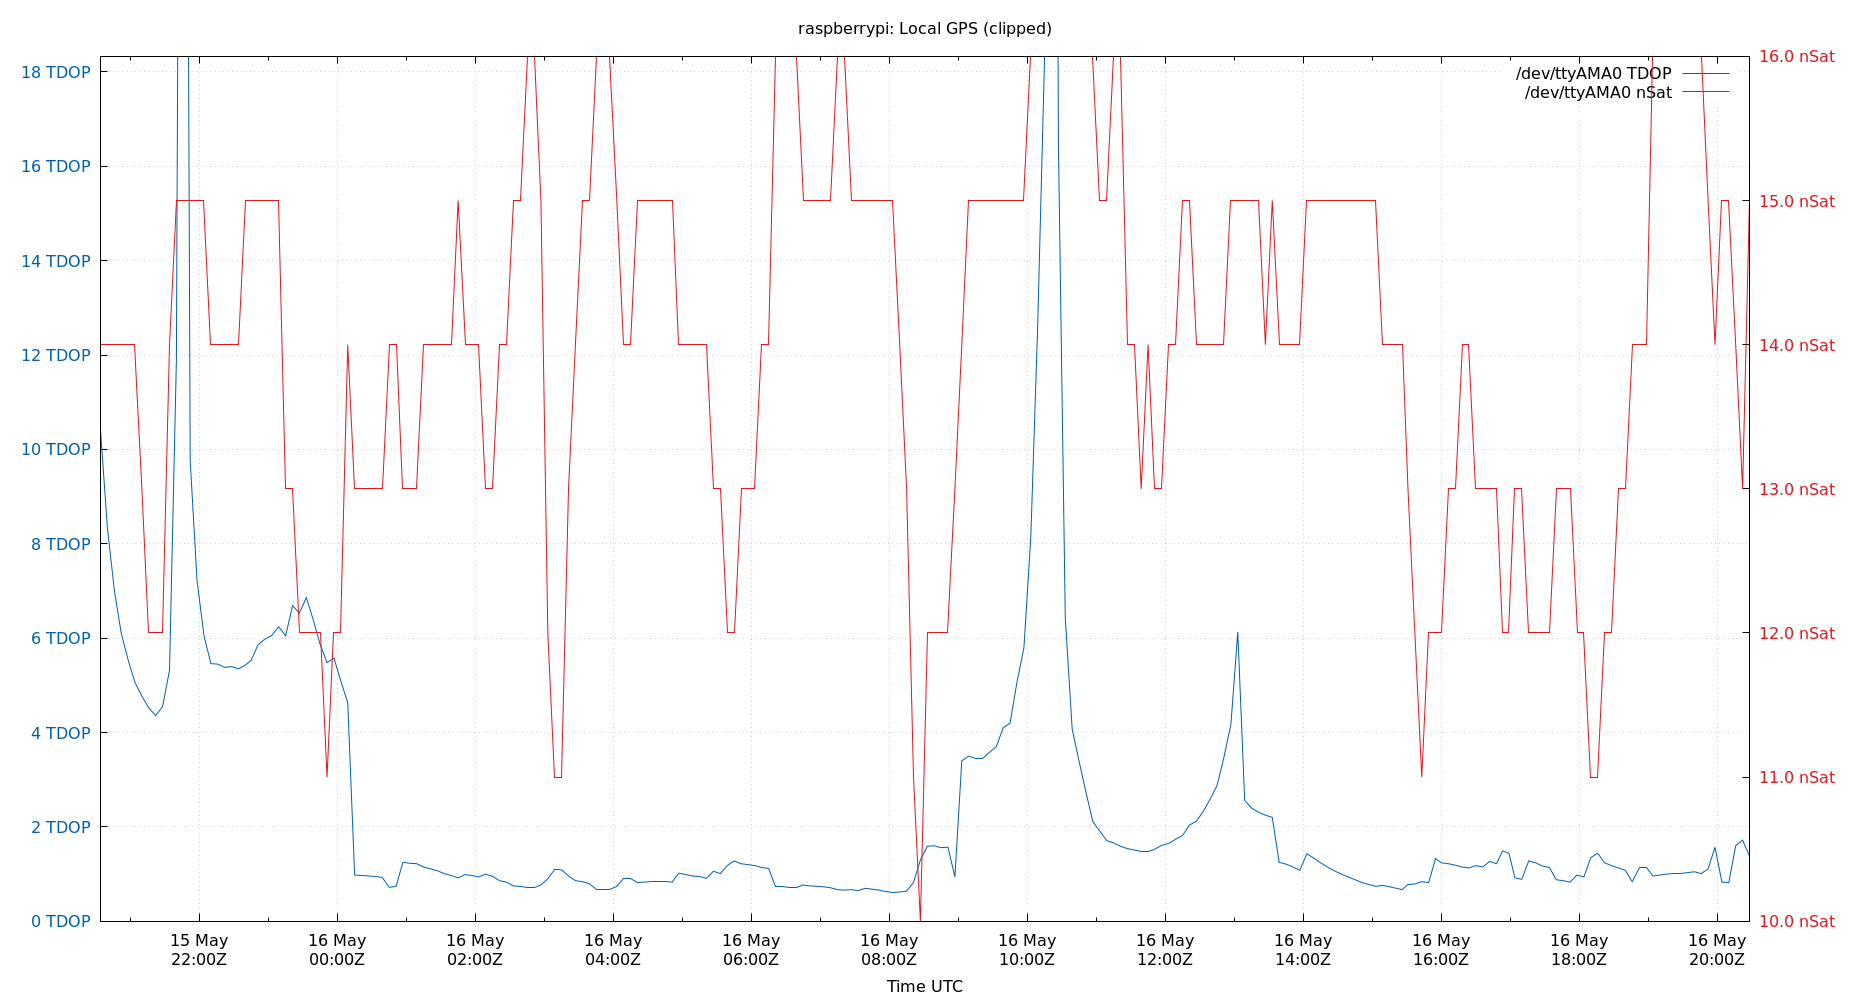 raspberrypi: Local GPS (clipped)
18 TDOP
16 TDOP
14 TDOP
12 TDOP
10 TDOP
8 TDOP
6 TDOP
4 TDOP
2 TDOP
0 TDOP
16.0 nSat
15.0 nSat
14.0 nSat
13.0 nSat
12.0 nSat
11.0 nSat
10.0 nSat
/dev/ttyAMA0 TDOP
/dev/ttyAMA0 nSat
15 May
22:00Z
16 May
00:00Z
16 May
02:00Z
16 May
04:00Z
16 May
06:00Z
16 May
08:00Z
16 May
10:00Z
16 May
12:00Z
16 May
14:00Z
16 May
16:00Z
16 May
18:00Z
16 May
20:00Z
Time UTC